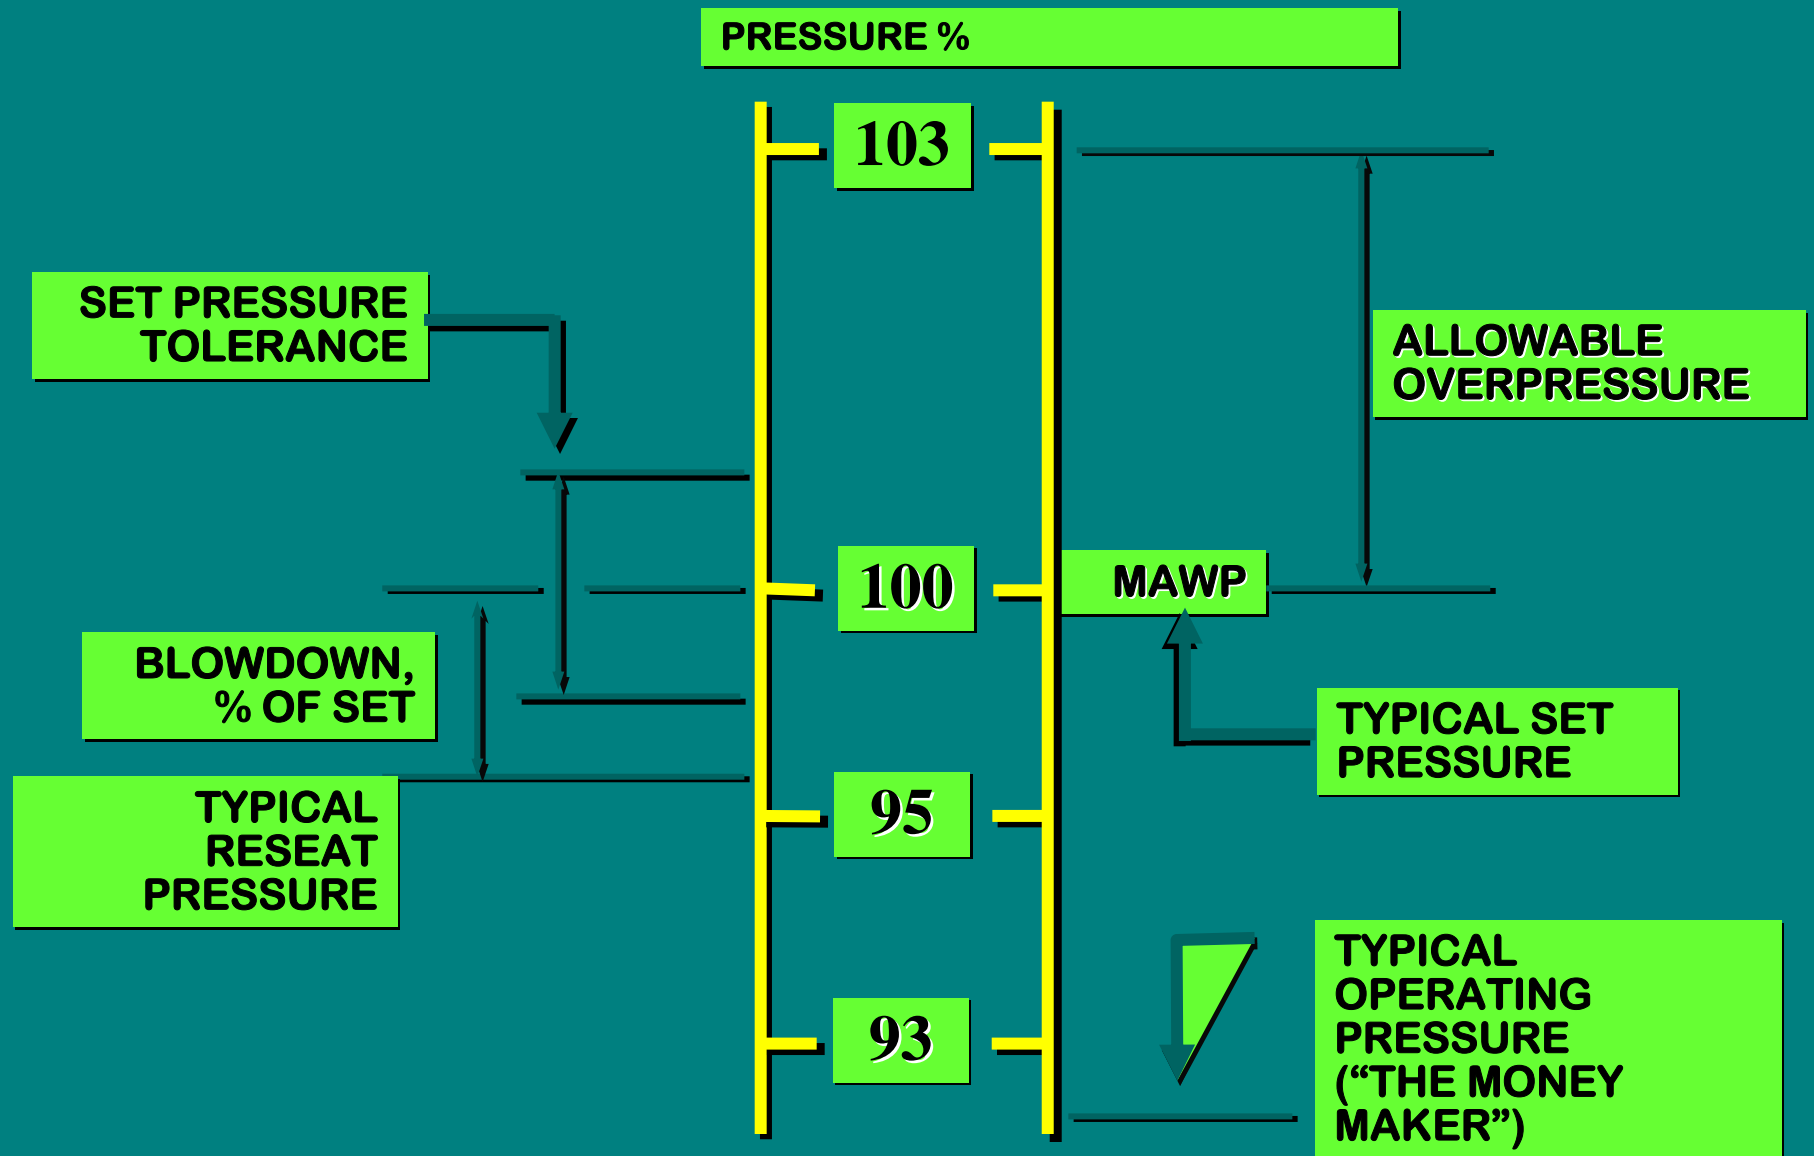 PRESSURE %
103
SET PRESSURE
TOLERANCE
ALLOWABLE
OVERPRESSURE
100
MAWP
BLOWDOWN,
% OF SET
TYPICAL SET
PRESSURE
95
TYPICAL
RESEAT
PRESSURE
93
TYPICAL
OPERATING
PRESSURE
(“THE MONEY
MAKER”)